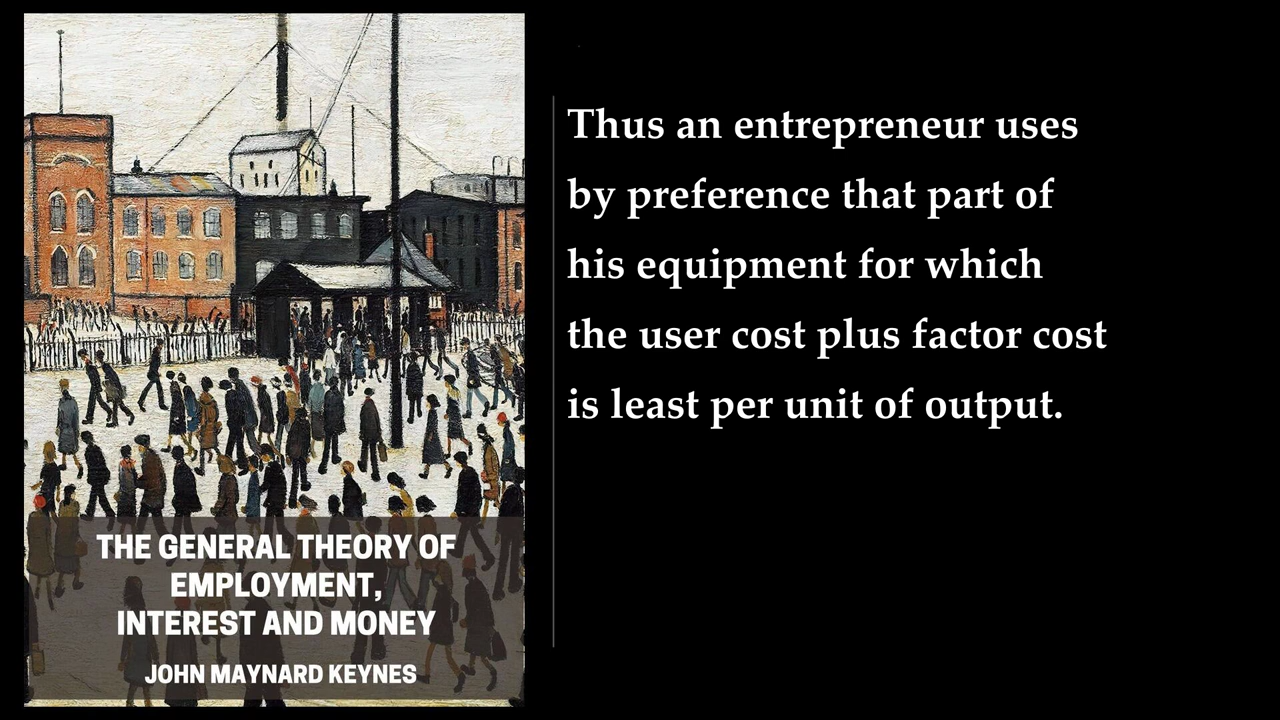 THE GENERAL THEORY OF
EMPLOYMENT,
INTEREST AND MONEY
JOHN MAYNARD KEYNES
Thus an entrepreneur uses
by preference that part of
his equipment for which
the user cost plus factor cost
is least per unit of output.